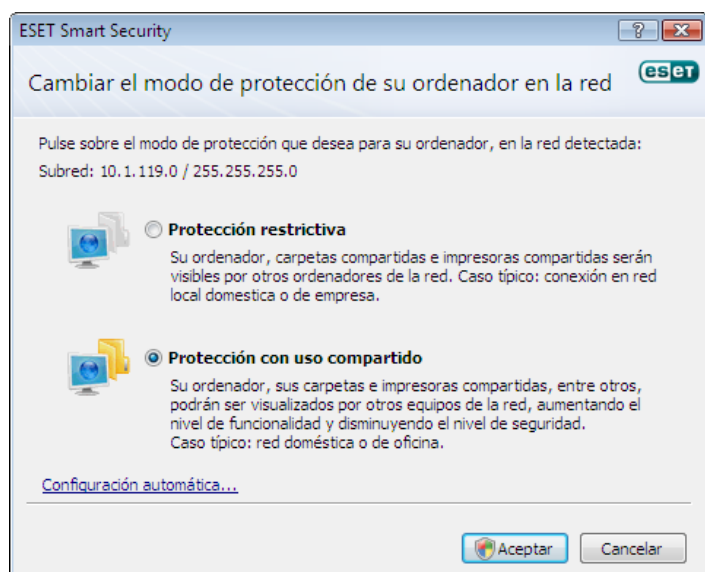 ESET Smart Security
Cambiar el modo de protección de su ordenador en la red
eset
Pulse sobre el modo de protección que desea para su ordenador, en la red detectada:
Subred: 10.1.119.0 / 255.255.255.0
Protección restrictiva
Su ordenador, carpetas compartidas e impresoras compartidas serán
visibles por otros ordenadores de la red. Caso típico: conexión en red
local domestica o de empresa.
Protección con uso compartido
Su ordenador, sus carpetas e impresoras compartidas, entre otros,
podrán ser visualizados por otros equipos de la red, aumentando el
nivel de funcionalidad y disminuyendo el nivel de seguridad.
Caso típico: red doméstica o de oficina.
Configuración automática...
Aceptar
Cancelar